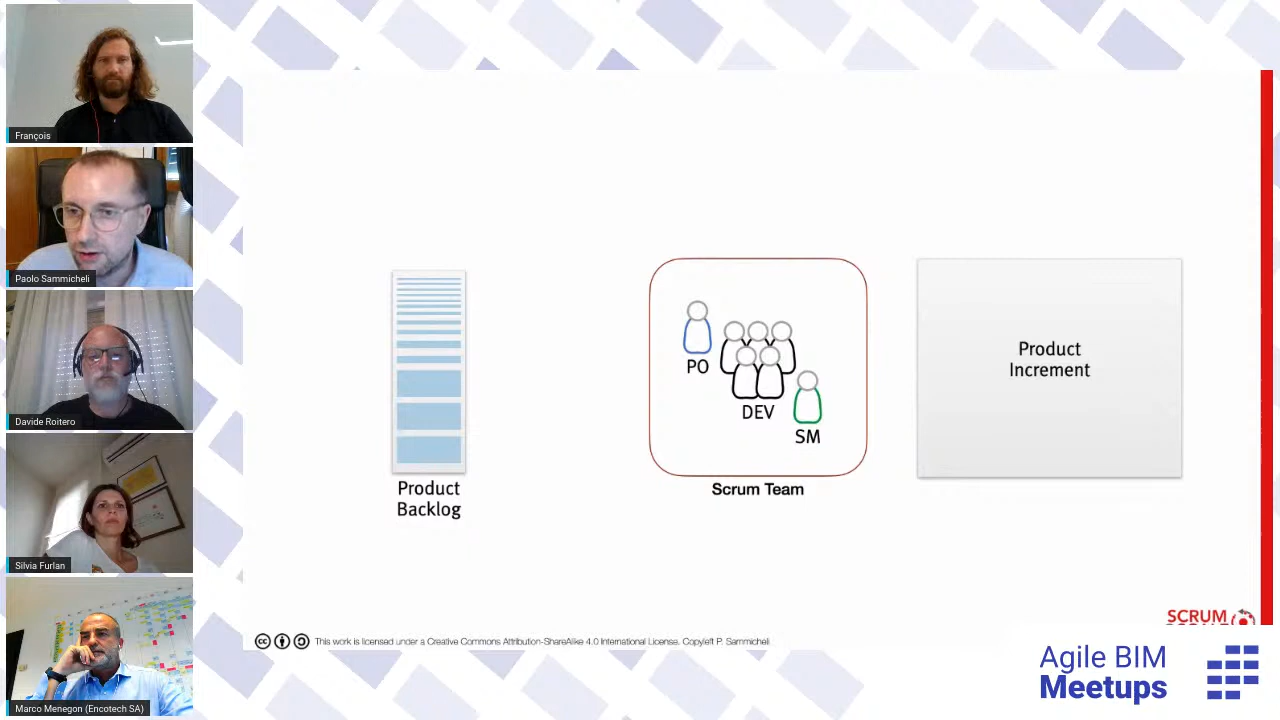 François
Paolo Sammicheli
Davide Roitero
Silvia Furlan
Marco Menegon (Encotech SA)
Product
Backlog
PO
DEV
SM
Scrum Team
Product
Increment
This work is licensed under a Creative Commons Attribution-ShareAlike 4.0 International License. Copyleft P. Sammicheli
SCRUM
Agile BIM
Meetups